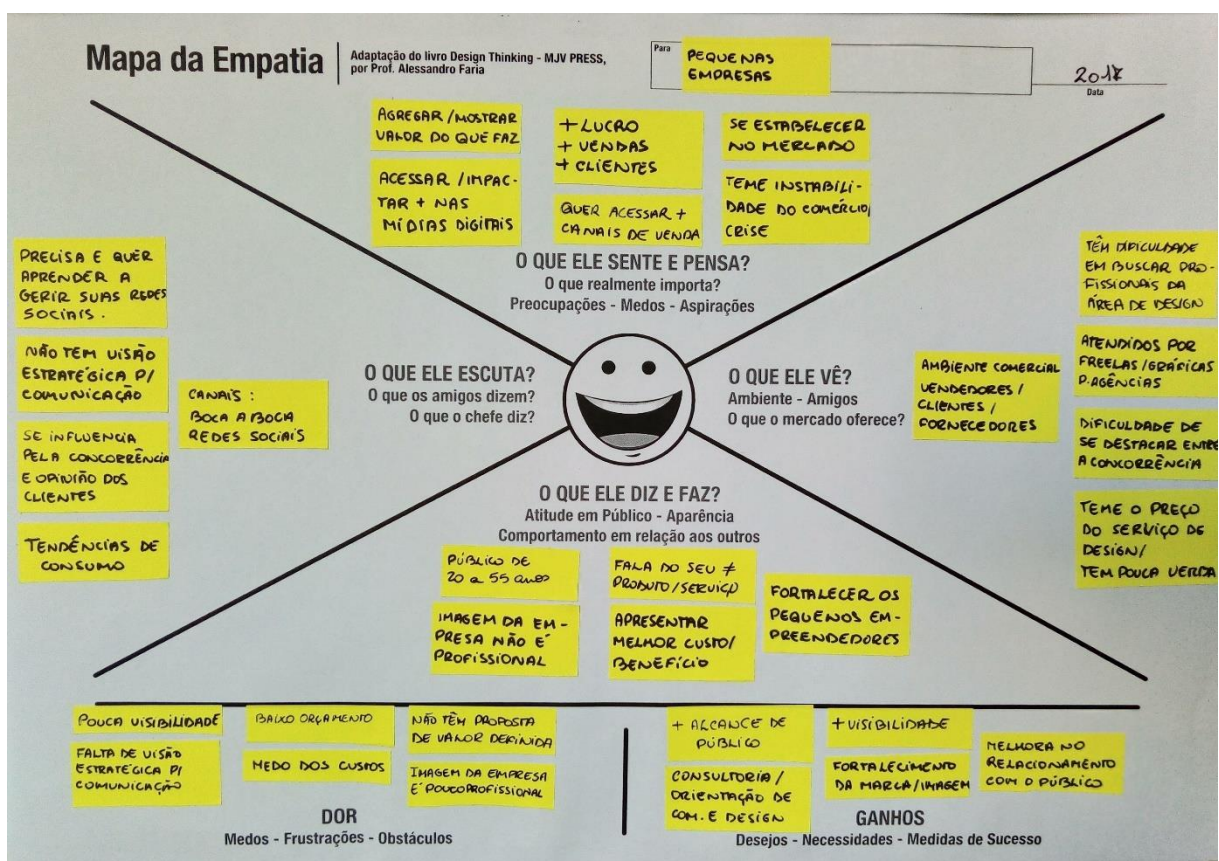 Mapa da Empatia
Adaptação do livro Design Thinking - MJV PRESS,
por Prof. Alessandro Faria
Para
PEQUENAS
EMPRESAS
2017
Data
AGREGAR/MOSTRAR
VALOR DO QUE FAZ
+ LUCRO
+ VENDAS
+ CLIENTES
SE ESTABELECER
NO MERCADO
ACESSAR/IMPAC-
TAR + NAS
MÍDIAS DIGITAIS
QUER ACESSAR +
CANAIS DE VENDA
TEME INSTABILI-
DADE DO COMÉRCIO/
CRISE
O QUE ELE SENTE E PENSA?
O que realmente importa?
Preocupações - Medos - Aspirações
PRECISA E QUER
APRENDER A
GERIR SUAS REDES
SOCIAIS.
NÃO TEM VISÃO
ESTRATÉGICA P/
COMUNICAÇÃO
SE INFLUENCIA
PELA CONCORRÊNCIA
E OPINIÃO DOS
CLIENTES
TENDÊNCIAS DE
CONSUMO
CANAIS:
BOCA A BOCA
REDES SOCIAIS
O QUE ELE ESCUTA?
O que os amigos dizem?
O que o chefe diz?
O QUE ELE VÊ?
Ambiente - Amigos
O que o mercado oferece?
AMBIENTE COMERCIAL
VENDEDORES/
CLIENTES/
FORNECEDORES
TÊM DIFICULDADE
EM BUSCAR PRO-
FISSIONAIS DA
ÁREA DE DESIGN
ATENDIDOS POR
FREELAS/GRÁFICAS
P.AGÊNCIAS
DIFICULDADE DE
SE DESTACAR ENTRE
A CONCORRÊNCIA
TEME O PREÇO
DO SERVIÇO DE
DESIGN/
TEM POUCA VERBA
O QUE ELE DIZ E FAZ?
Atitude em Público - Aparência
Comportamento em relação aos outros
PÚBLICO DE
20 a 55 anos
FALA DO SEU ≠
PRODUTO/SERVIÇO
FORTALECER OS
PEQUENOS EM-
PREENDEDORES
IMAGEM DA EM-
PRESA NÃO É
PROFISSIONAL
APRESENTAR
MELHOR CUSTO/
BENEFÍCIO
POUCA VISIBILIDADE
BAIXO ORÇAMENTO
NÃO TÊM PROPOSTA
DE VALOR DEFINIDA
FALTA DE VISÃO
ESTRATÉGICA P/
COMUNICAÇÃO
MEDO DOS CUSTOS
IMAGEM DA EMPRESA
É POUCO PROFISSIONAL
DOR
Medos - Frustrações - Obstáculos
+ ALCANCE DE
PÚBLICO
+ VISIBILIDADE
MELHORA NO
RELACIONAMENTO
COM O PÚBLICO
CONSULTORIA/
ORIENTAÇÃO DE
COM. E DESIGN
FORTALECIMENTO
DA MARCA/IMAGEM
GANHOS
Desejos - Necessidades - Medidas de Sucesso